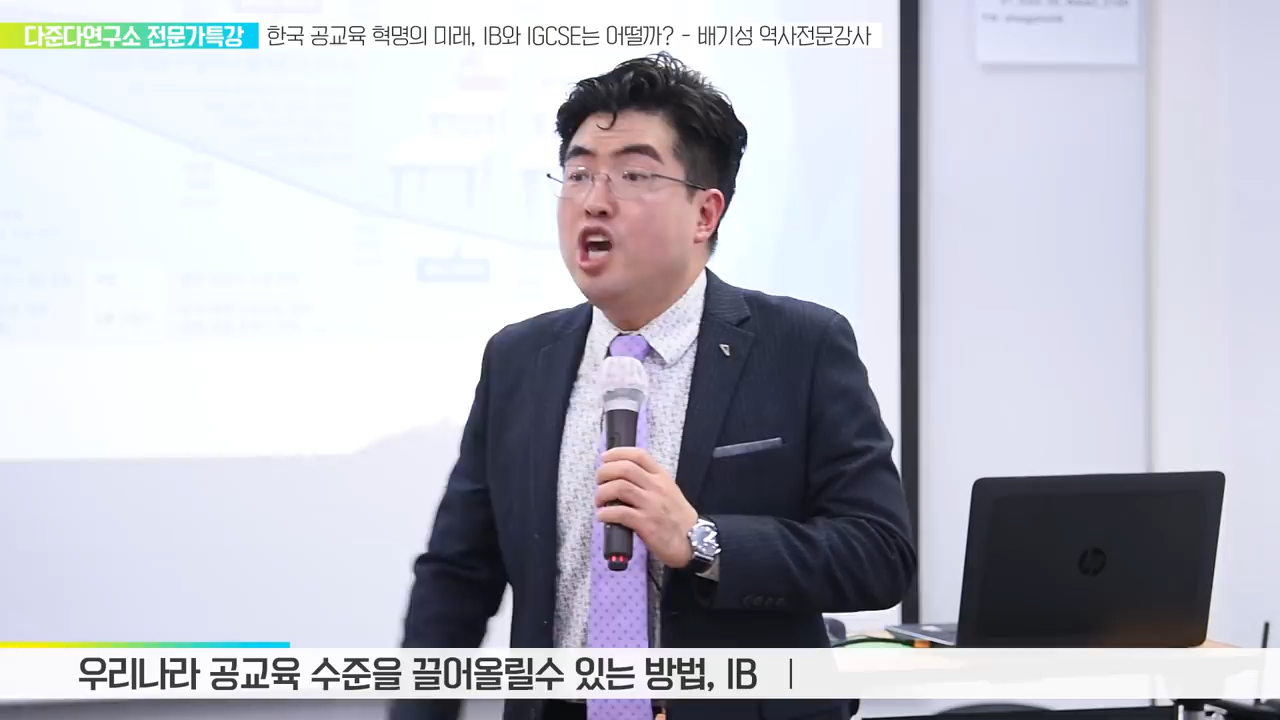 다준다연구소 전문가특강 한국 공교육 혁명의 미래, IB와 IGCSE는 어떨까? - 배기성 역사전문강사
hp
우리나라 공교육 수준을 끌어올릴수 있는 방법, IB